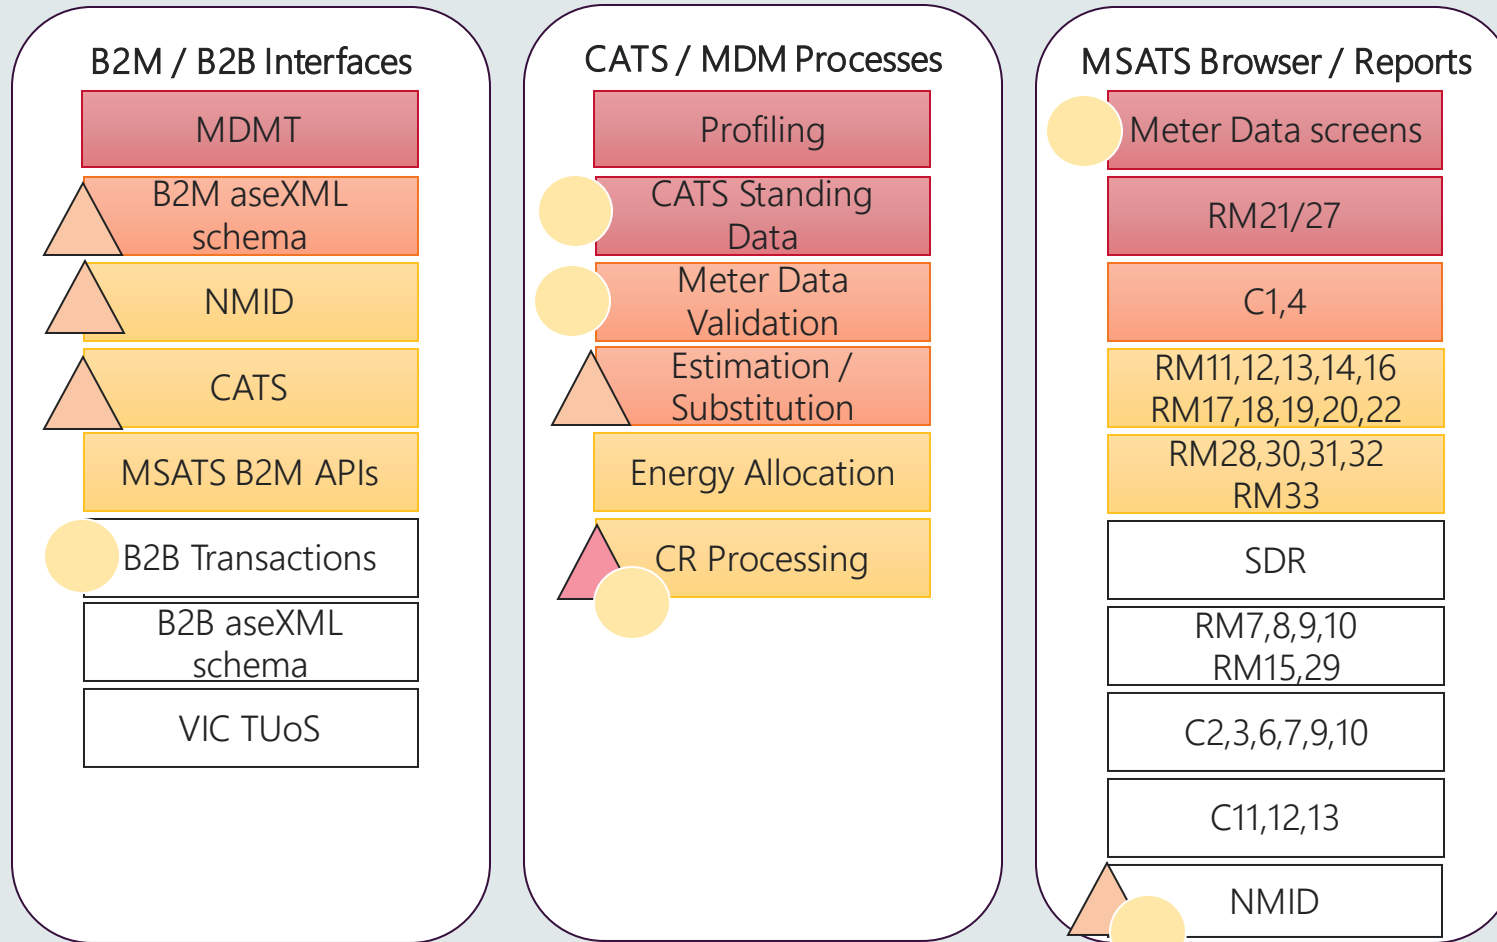 B2M / B2B Interfaces
MDMT
B2M aseXML
schema
NMID
CATS
MSATS B2M APIs
B2B Transactions
B2B aseXML
schema
VIC TUoS
CATS / MDM Processes
Profiling
CATS Standing
Data
Meter Data
Validation
Estimation /
Substitution
Energy Allocation
CR Processing
MSATS Browser / Reports
Meter Data screens
RM21/27
C1,4
RM11,12,13,14,16
RM17,18,19,20,22
RM28,30,31,32
RM33
SDR
RM7,8,9,10
RM15,29
C2,3,6,7,9,10
C11,12,13
NMID